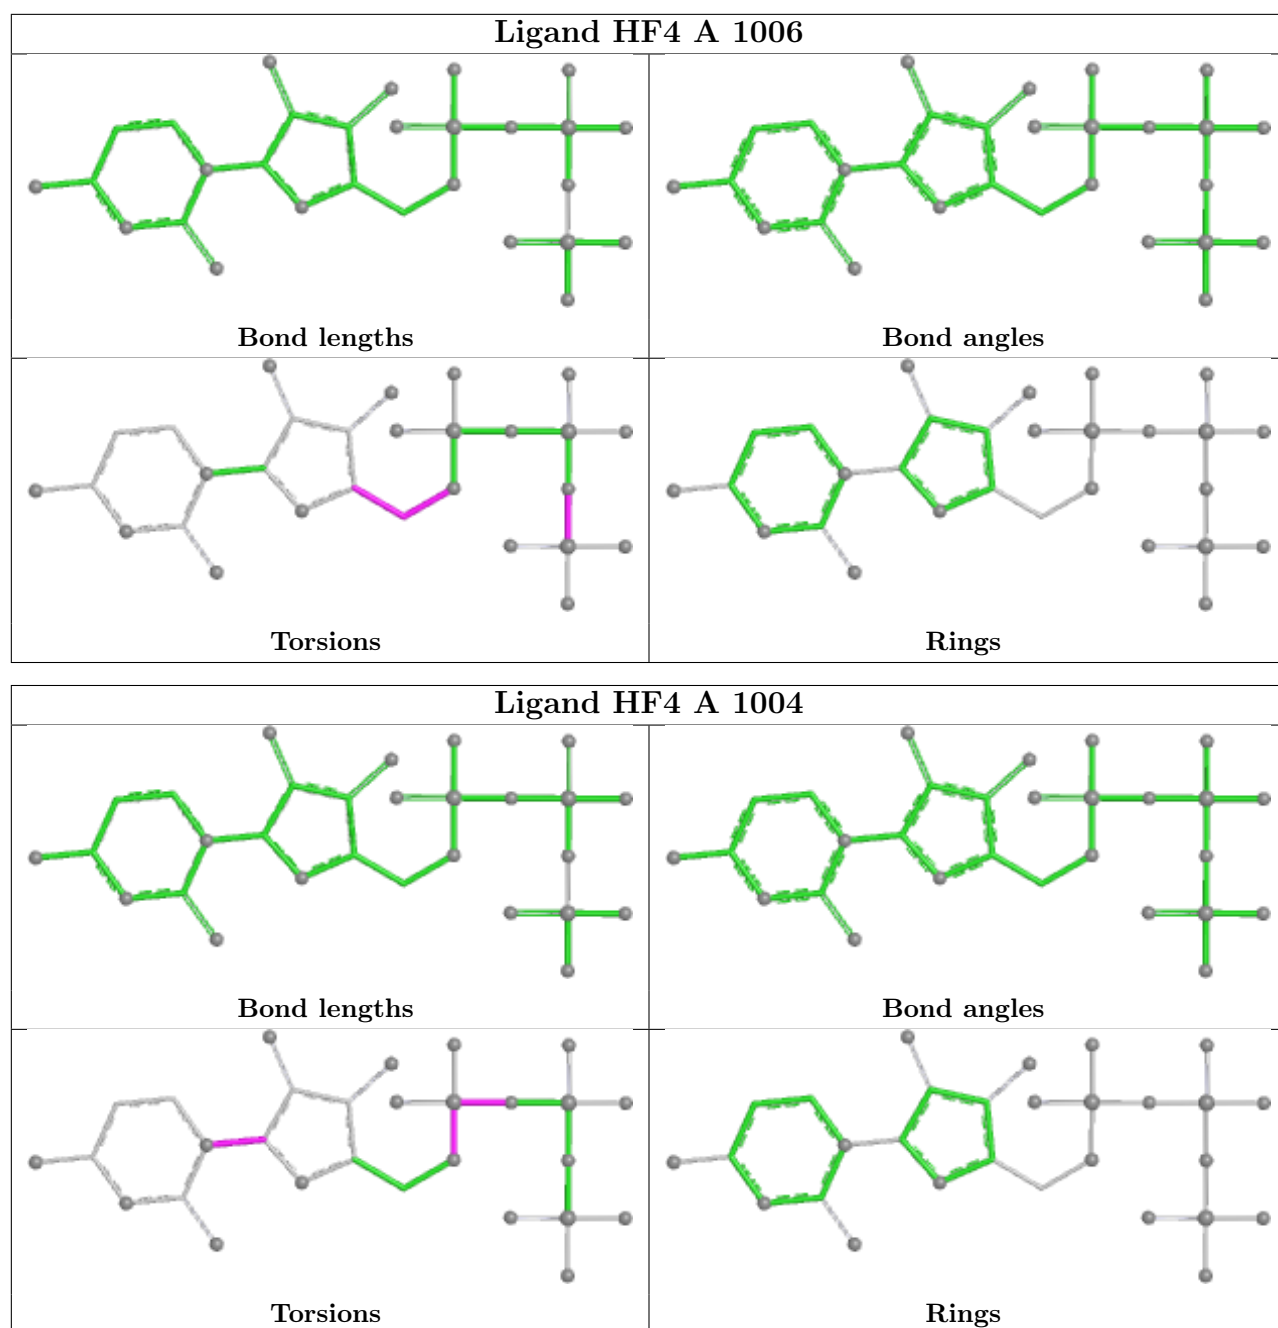 Ligand HF4 A 1006
Bond lengths
Bond angles
Torsions
Rings
Ligand HF4 A 1004
Bond lengths
Bond angles
Torsions
Rings